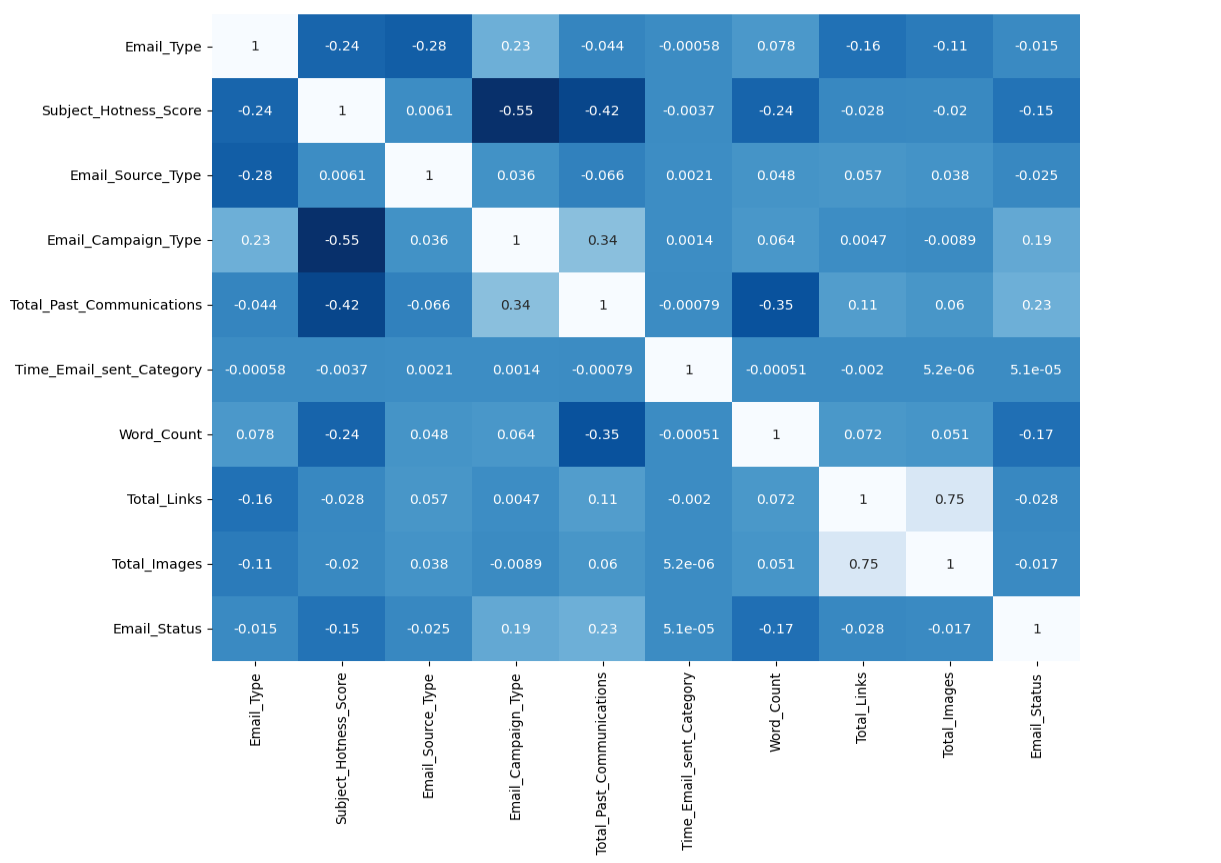 Email_Type 1 -0.24 -0.28 0.23 -0.044 -0.00058 0.078 -0.16 -0.11 -0.015
Subject_Hotness_Score -0.24 1 0.0061 -0.55 -0.42 -0.0037 -0.24 -0.028 -0.02 -0.15
Email_Source_Type -0.28 0.0061 1 0.036 -0.066 0.0021 0.048 0.057 0.038 -0.025
Email_Campaign_Type 0.23 -0.55 0.036 1 0.34 0.0014 0.064 0.0047 -0.0089 0.19
Total_Past_Communications -0.044 -0.42 -0.066 0.34 1 -0.00079 -0.35 0.11 0.06 0.23
Time_Email_sent_Category -0.00058 -0.0037 0.0021 0.0014 -0.00079 1 -0.00051 -0.002 5.2e-06 5.1e-05
Word_Count 0.078 -0.24 0.048 0.064 -0.35 -0.00051 1 0.072 0.051 -0.17
Total_Links -0.16 -0.028 0.057 0.0047 0.11 -0.002 0.072 1 0.75 -0.028
Total_Images -0.11 -0.02 0.038 -0.0089 0.06 5.2e-06 0.051 0.75 1 -0.017
Email_Status -0.015 -0.15 -0.025 0.19 0.23 5.1e-05 -0.17 -0.028 -0.017 1
Email_Type
Subject_Hotness_Score
Email_Source_Type
Email_Campaign_Type
Total_Past_Communications
Time_Email_sent_Category
Word_Count
Total_Links
Total_Images
Email_Status